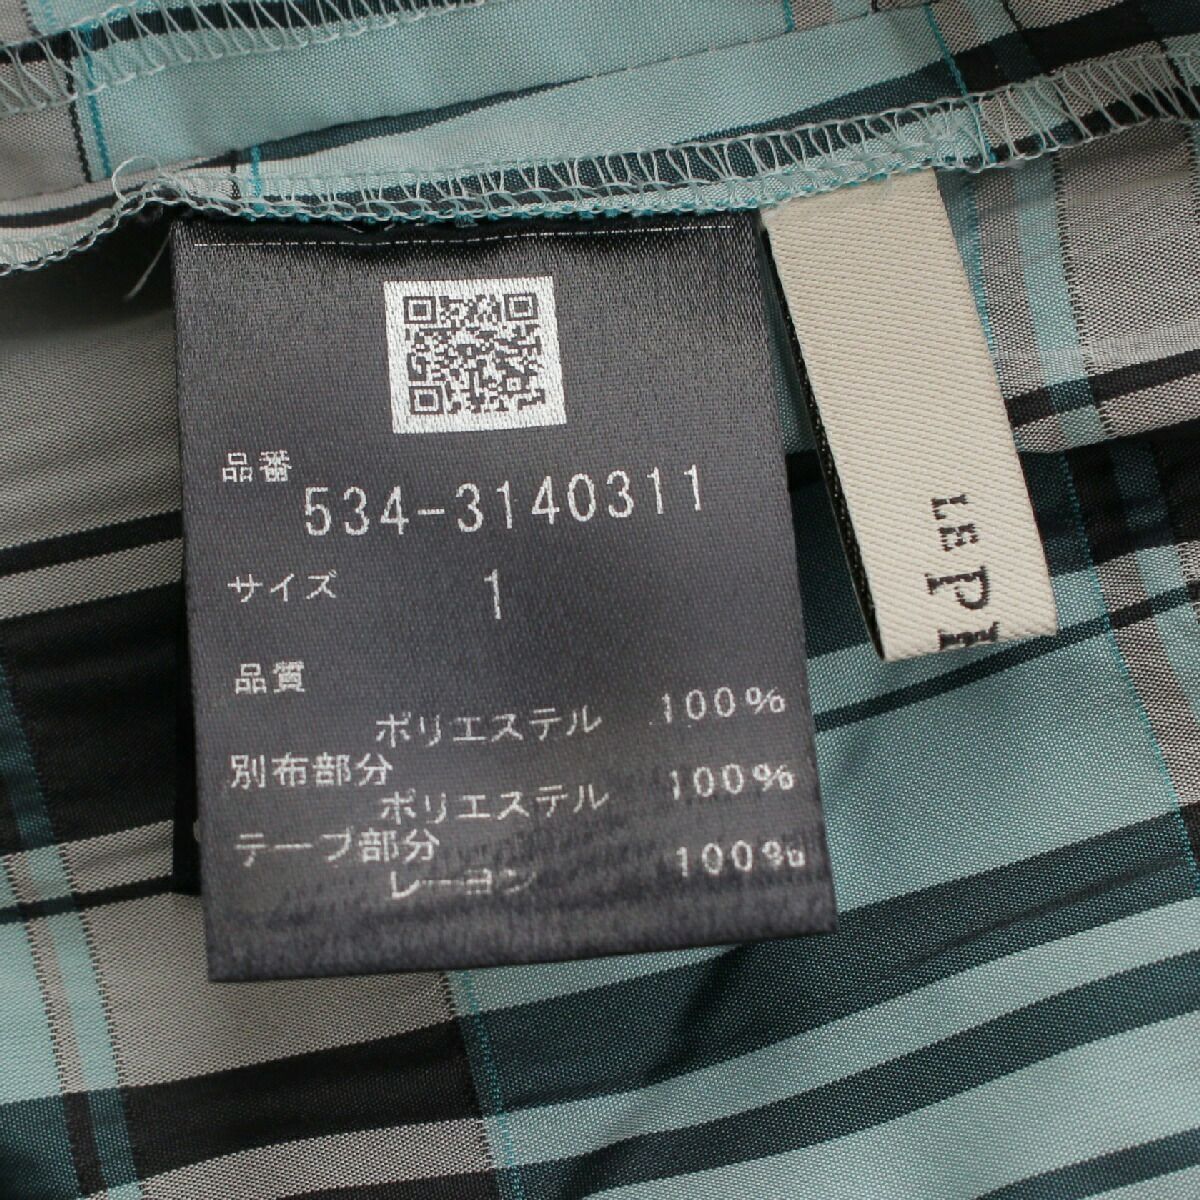 品番
534-3140311
サイズ 1
品質
ポリエステル 100%
別布部分
ポリエステル 100%
テープ部分
レーヨン 100%
LE